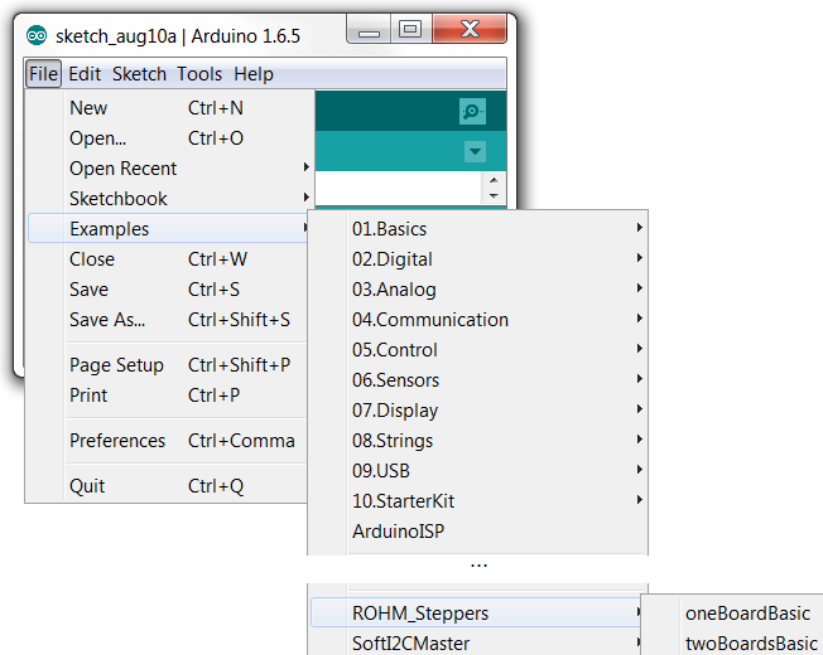 sketch_aug10a | Arduino 1.6.5
File Edit Sketch Tools Help
New Ctrl+N
Open... Ctrl+O
Open Recent
Sketchbook
Examples
Close Ctrl+W
Save Ctrl+S
Save As... Ctrl+Shift+S
Page Setup Ctrl+Shift+P
Print Ctrl+P
Preferences Ctrl+Comma
Quit Ctrl+Q
01.Basics
02.Digital
03.Analog
04.Communication
05.Control
06.Sensors
07.Display
08.Strings
09.USB
10.StarterKit
ArduinoISP
...
ROHM_Steppers
SoftI2CMaster
oneBoardBasic
twoBoardsBasic